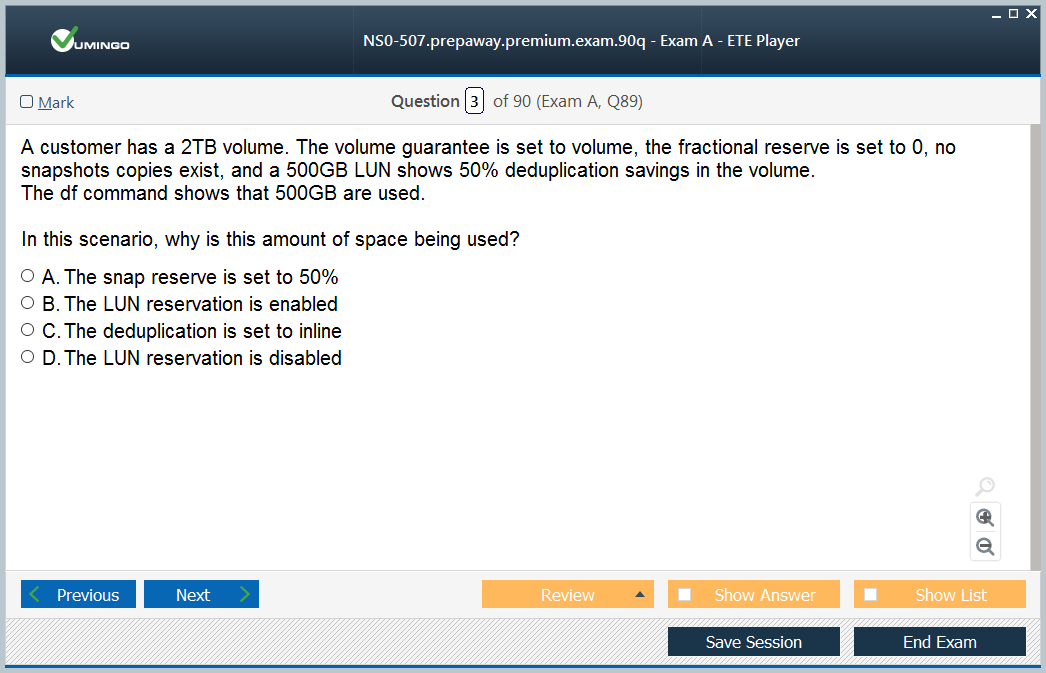 VUMINGO
NS0-507.prepaway.premium.exam.90q - Exam A - ETE Player
Mark
Question 3 of 90 (Exam A, Q89)
A customer has a 2TB volume. The volume guarantee is set to volume, the fractional reserve is set to 0, no
snapshots copies exist, and a 500GB LUN shows 50% deduplication savings in the volume.
The df command shows that 500GB are used.
In this scenario, why is this amount of space being used?
A. The snap reserve is set to 50%
B. The LUN reservation is enabled
C. The deduplication is set to inline
D. The LUN reservation is disabled
Previous
Next
Review
Show Answer
Show List
Save Session
End Exam